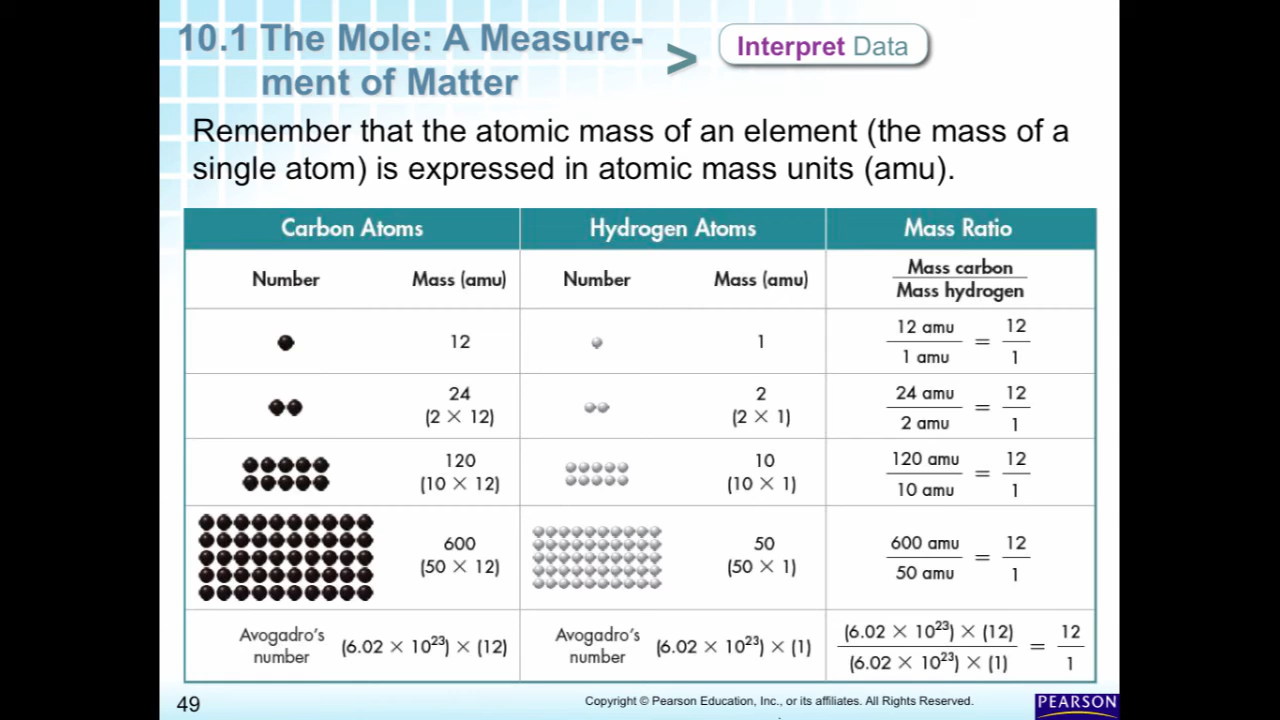 10.1 The Mole: A Measure-
ment of Matter
>
Interpret Data
Remember that the atomic mass of an element (the mass of a
single atom) is expressed in atomic mass units (amu).
Carbon Atoms Hydrogen Atoms Mass Ratio
Number Mass (amu) Number Mass (amu) Mass carbon
Mass hydrogen
12 1 12 amu / 1 amu = 12 / 1
24 2 24 amu / 2 amu = 12 / 1
(2 × 12) (2 × 1)
120 10 120 amu / 10 amu = 12 / 1
(10 × 12) (10 × 1)
600 50 600 amu / 50 amu = 12 / 1
(50 × 12) (50 × 1)
Avogadro's number (6.02 × 10²³) × (12) Avogadro's number (6.02 × 10²³) × (1) (6.02 × 10²³) × (12) / (6.02 × 10²³) × (1) = 12 / 1
49 Copyright © Pearson Education, Inc., or its affiliates. All Rights Reserved. PEARSON